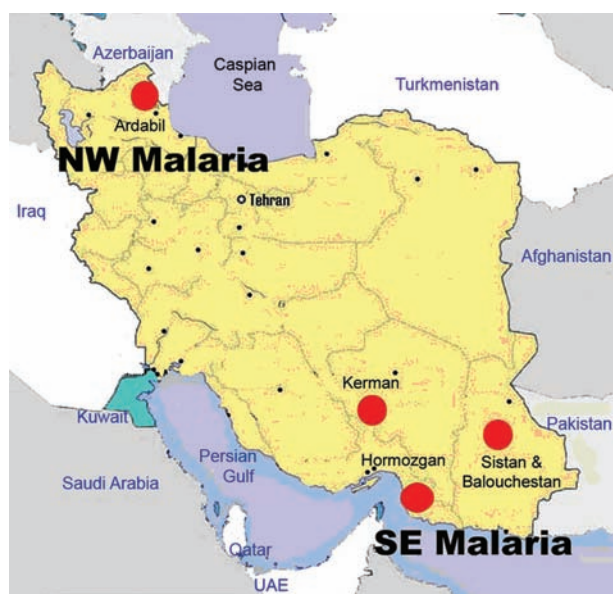 Azerbaijan
Caspian
Sea
Turkmenistan
Ardabil
NW Malaria
Tehran
Iraq
Afghanistan
Kerman
Kuwait
Pakistan
Persian
Gulf
Hormozgan
Sistan &
Balouchestan
Saudi Arabia
SE Malaria
Qatar
UAE